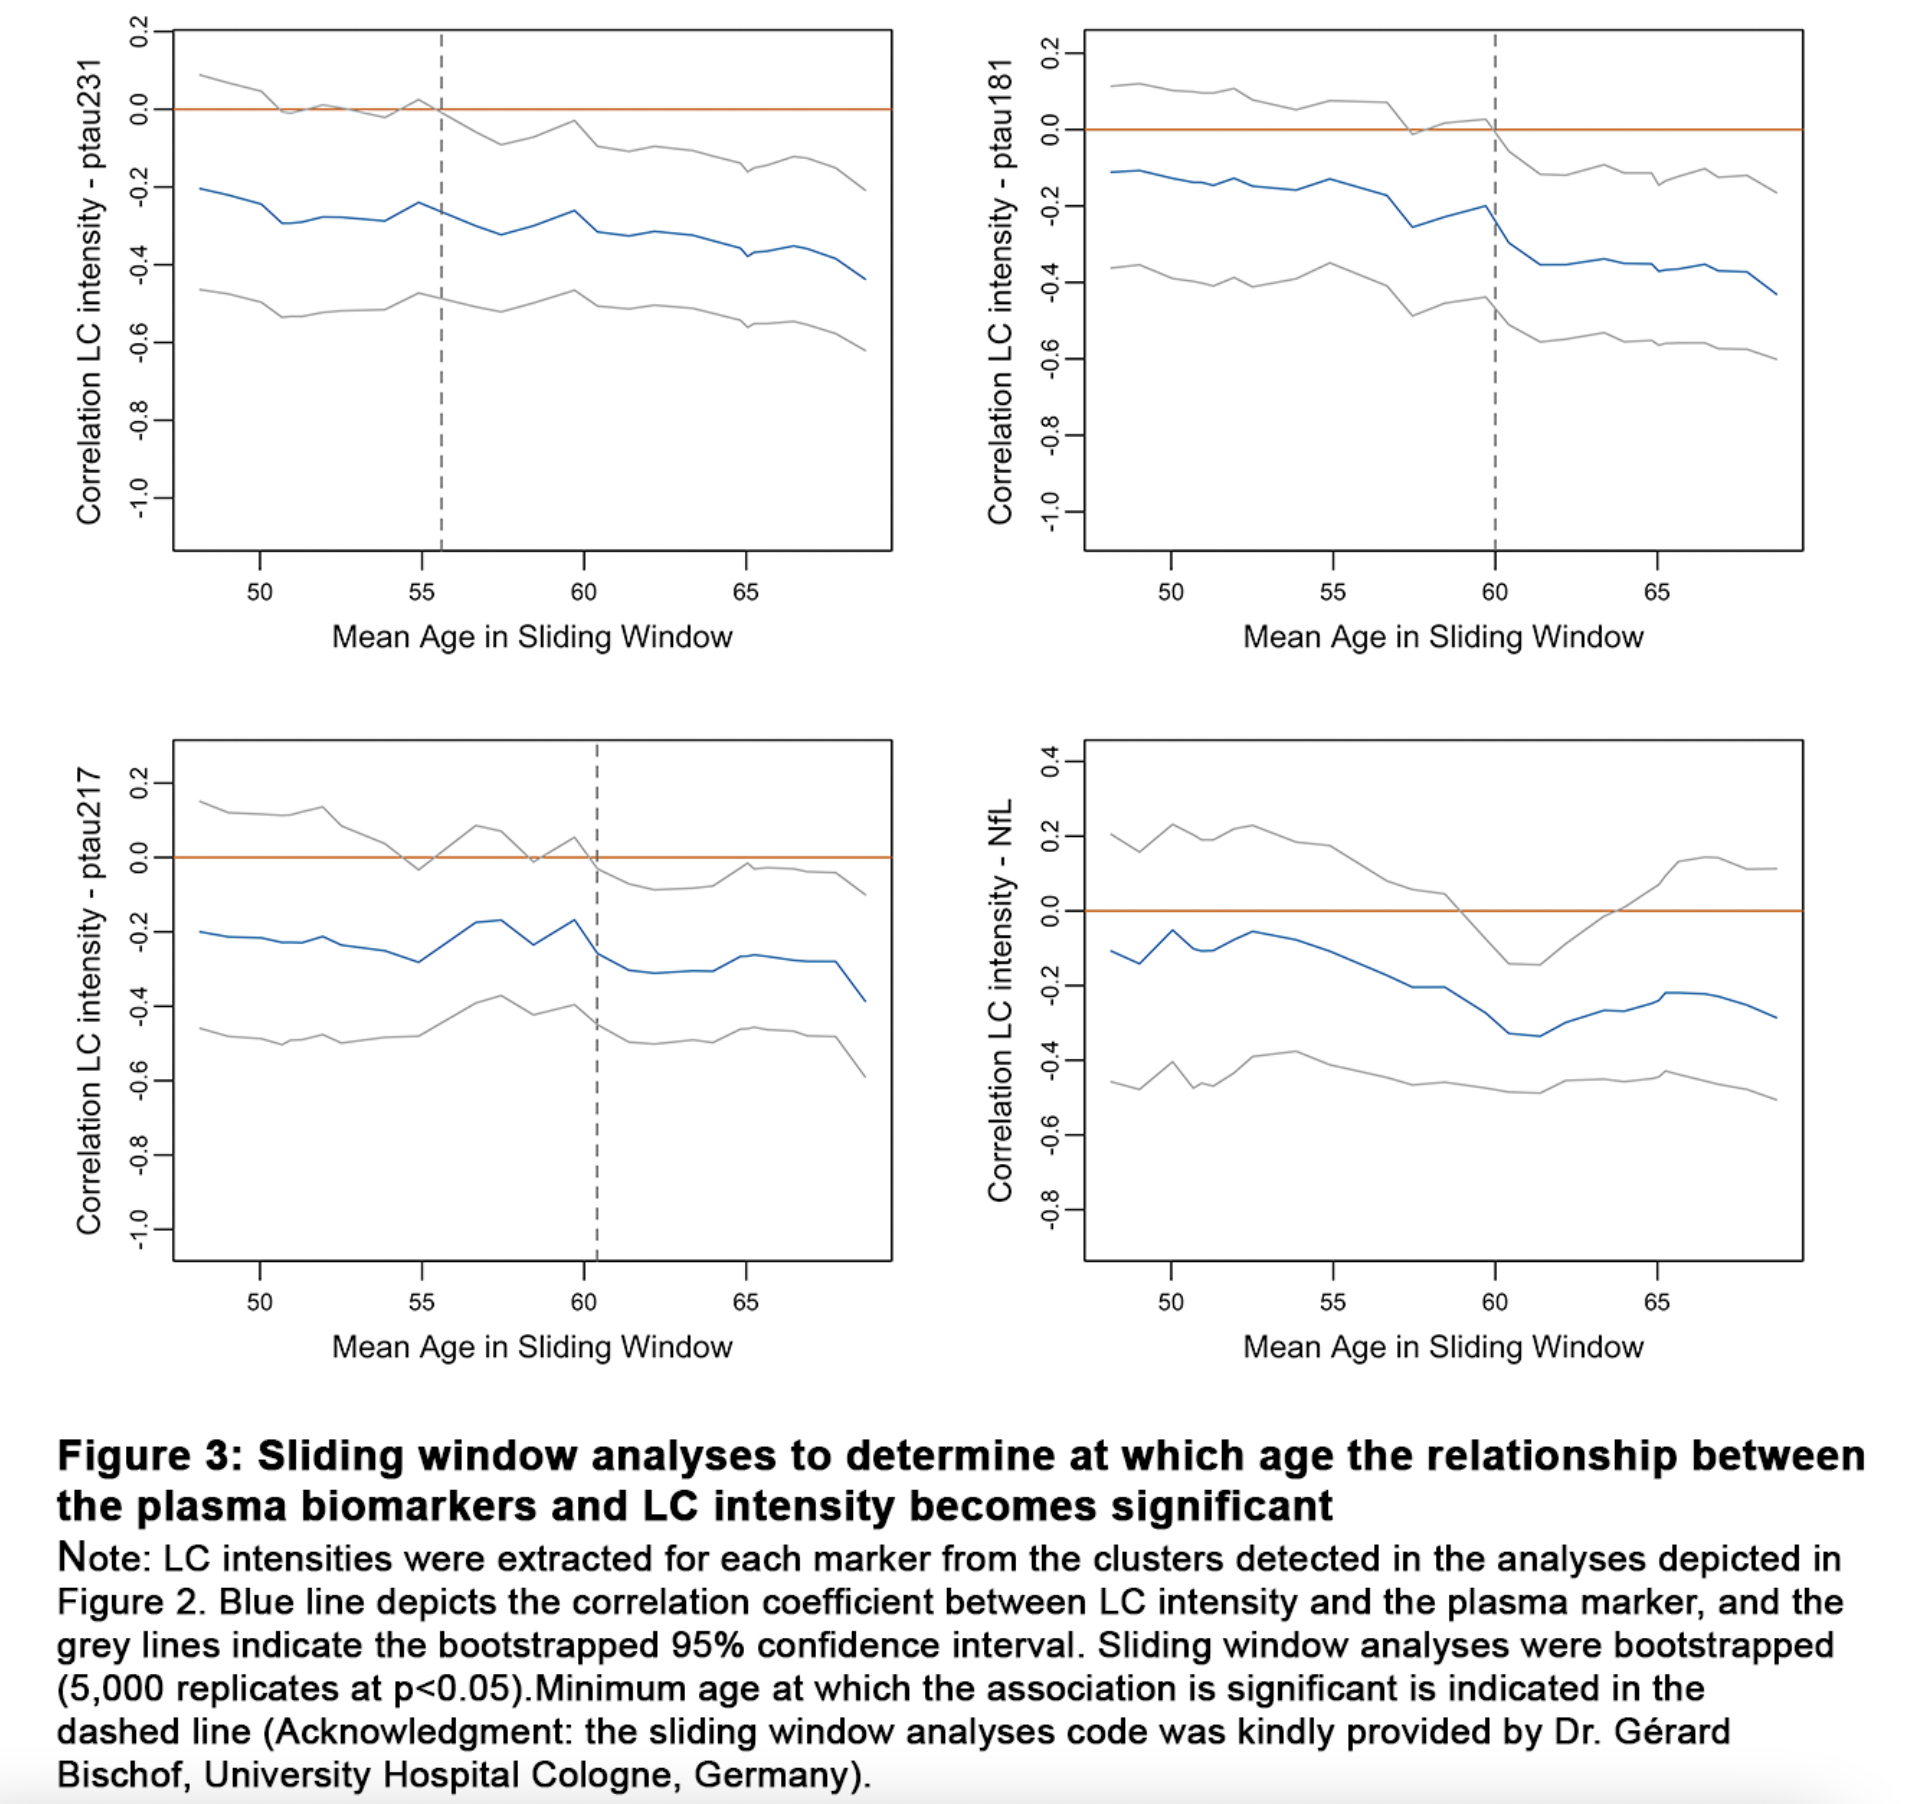 Correlation LC intensity - ptau231
0.2
0.0
-0.2
-0.4
-0.6
-0.8
-1.0
50 55 60 65
Mean Age in Sliding Window
Correlation LC intensity - ptau181
0.2
0.0
-0.2
-0.4
-0.6
-0.8
-1.0
50 55 60 65
Mean Age in Sliding Window
Correlation LC intensity - ptau217
0.2
0.0
-0.2
-0.4
-0.6
-0.8
-1.0
50 55 60 65
Mean Age in Sliding Window
Correlation LC intensity - NfL
0.4
0.2
0.0
-0.2
-0.4
-0.6
-0.8
50 55 60 65
Mean Age in Sliding Window
Figure 3: Sliding window analyses to determine at which age the relationship between
the plasma biomarkers and LC intensity becomes significant
Note: LC intensities were extracted for each marker from the clusters detected in the analyses depicted in
Figure 2. Blue line depicts the correlation coefficient between LC intensity and the plasma marker, and the
grey lines indicate the bootstrapped 95% confidence interval. Sliding window analyses were bootstrapped
(5,000 replicates at p<0.05).Minimum age at which the association is significant is indicated in the
dashed line (Acknowledgment: the sliding window analyses code was kindly provided by Dr. Gérard
Bischof, University Hospital Cologne, Germany).